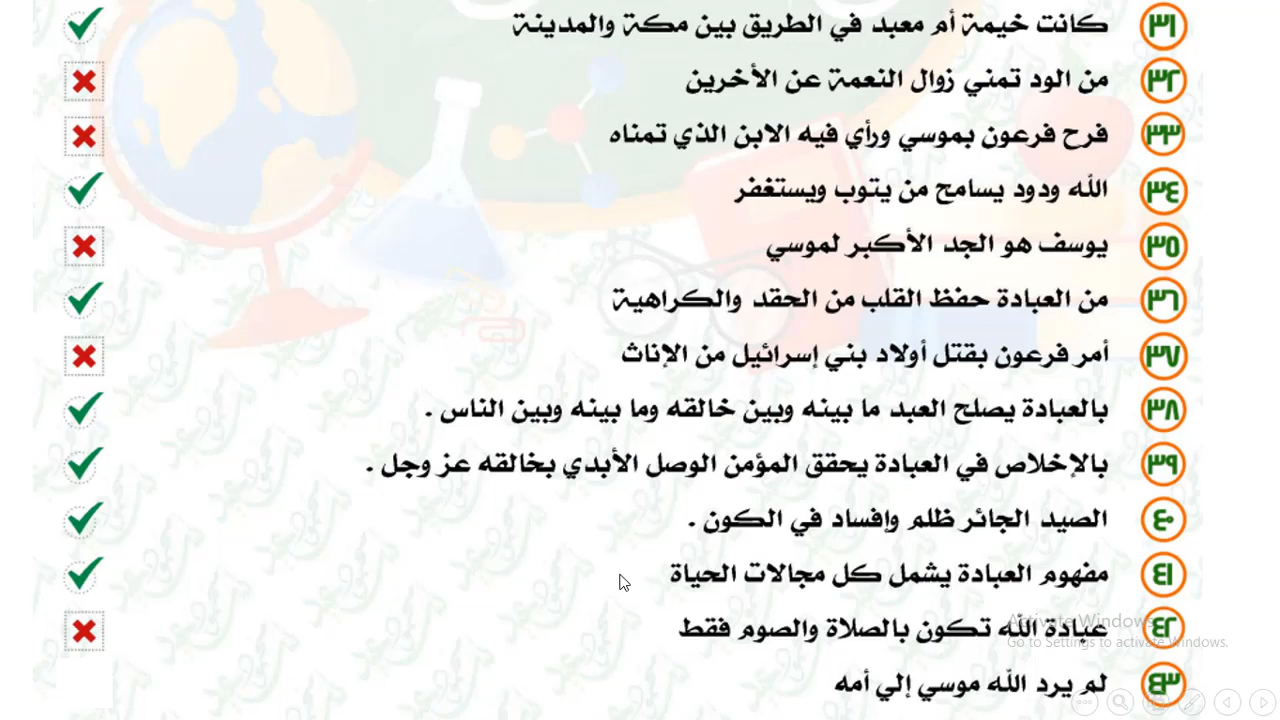 ٣١ كانت خيمة أم معبد في الطريق بين مكة والمدينة
٣٢ من الود تمني زوال النعمة عن الأخرين
٣٣ فرح فرعون بموسي ورأي فيه الابن الذي تمناه
٣٤ الله ودود يسامح من يتوب ويستغفر
٣٥ يوسف هو الجد الأكبر لموسي
٣٦ من العبادة حفظ القلب من الحقد والكراهية
٣٧ أمر فرعون بقتل أولاد بني إسرائيل من الإناث
٣٨ بالعبادة يصلح العبد ما بينه وبين خالقه وما بينه وبين الناس .
٣٩ بالإخلاص في العبادة يحقق المؤمن الوصل الأبدي بخالقه عز وجل .
٤٠ الصيد الجائر ظلم وإفساد في الكون .
٤١ مفهوم العبادة يشمل كل مجالات الحياة
Activate Windows
٤٢ عبادة الله تكون بالصلاة والصوم فقط
Go to Settings to activate Windows.
٤٣ لم يرد الله موسي إلي أمه